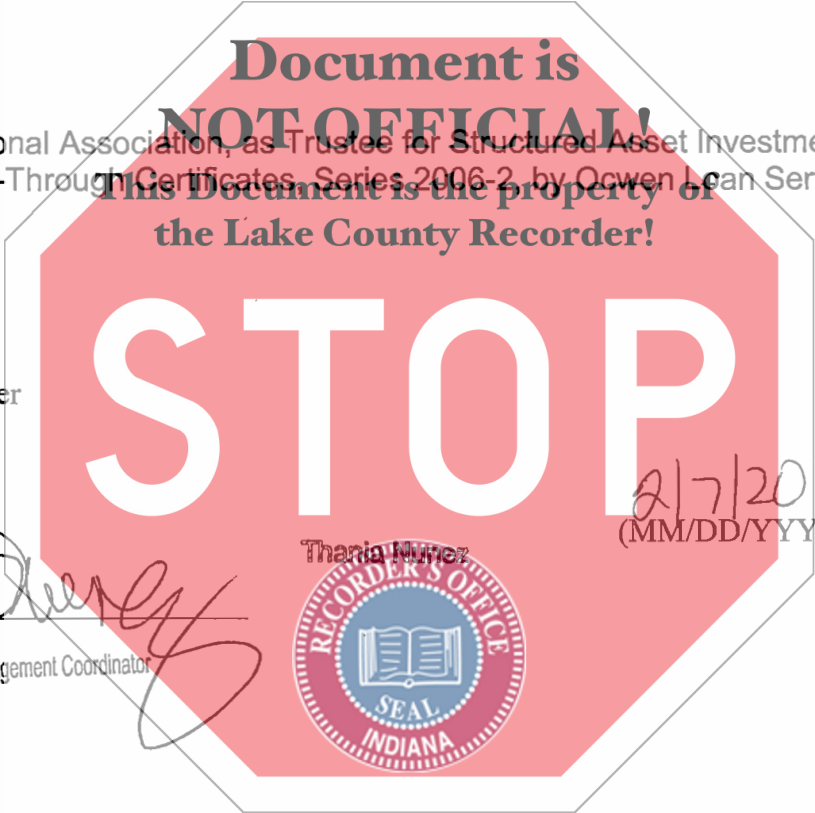 Document is
NOT OFFICIAL!
onal Association, as Trustee for Structured Asset Investme
-Through Certificates, Series 2006-2, by Ocwen Loan Ser
This Document is the property of
the Lake County Recorder!
STOP
er
2/7/20
(MM/DD/YYY
Thania Nunez
RECORDER'S OFFICE
SEAL
INDIANA
gement Coordinator